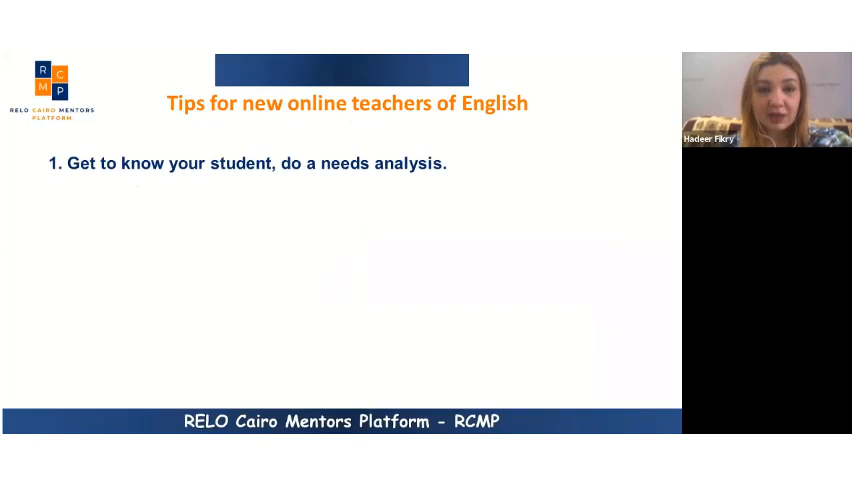 R
C
M
P
RELO CAIRO MENTORS
PLATFORM
Tips for new online teachers of English
Hadeer Fikry
1. Get to know your student, do a needs analysis.
RELO Cairo Mentors Platform - RCMP